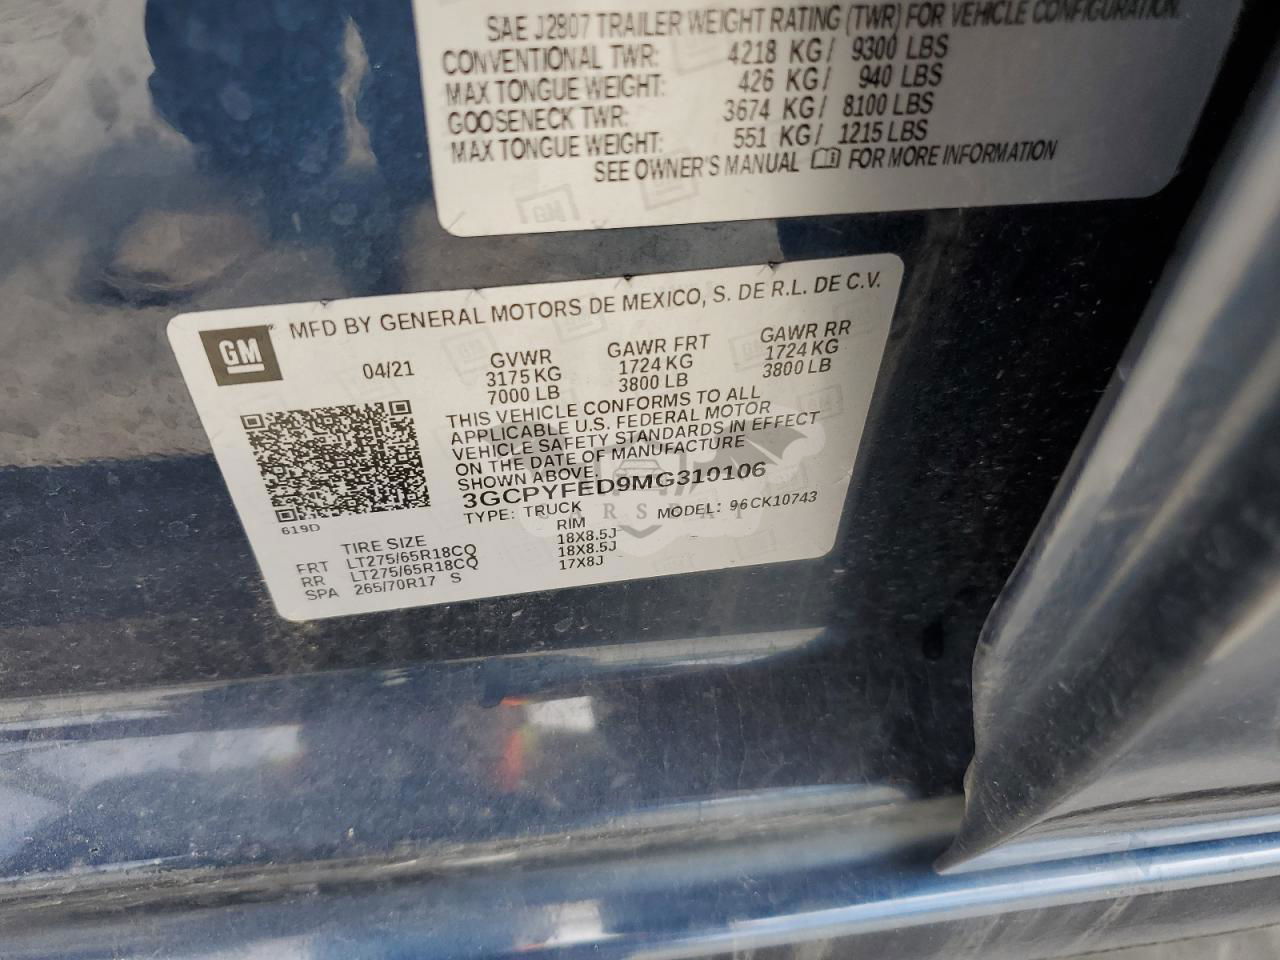 SAE J2807 TRAILER WEIGHT RATING (TWR) FOR VEHICLE CONFIGURATION.
CONVENTIONAL TWR: 4218 KG/ 9300 LBS
MAX TONGUE WEIGHT: 426 KG/ 940 LBS
GOOSENECK TWR: 3674 KG/ 8100 LBS
MAX TONGUE WEIGHT: 551 KG/ 1215 LBS
SEE OWNER'S MANUAL FOR MORE INFORMATION
GM
MFD BY GENERAL MOTORS DE MEXICO, S. DE R.L. DE C.V.
04/21 GVWR GAWR FRT GAWR RR
3175 KG 1724 KG 1724 KG
7000 LB 3800 LB 3800 LB
THIS VEHICLE CONFORMS TO ALL
APPLICABLE U.S. FEDERAL MOTOR
VEHICLE SAFETY STANDARDS IN EFFECT
ON THE DATE OF MANUFACTURE
SHOWN ABOVE.
3GCPYFED9MG310106
619D
TYPE: TRUCK MODEL: 96 CK10743
TIRE SIZE RIM
FRT LT275/65R18CQ 18X8.5J
RR LT275/65R18CQ 18X8.5J
SPA 265/70R17 S 17X8J